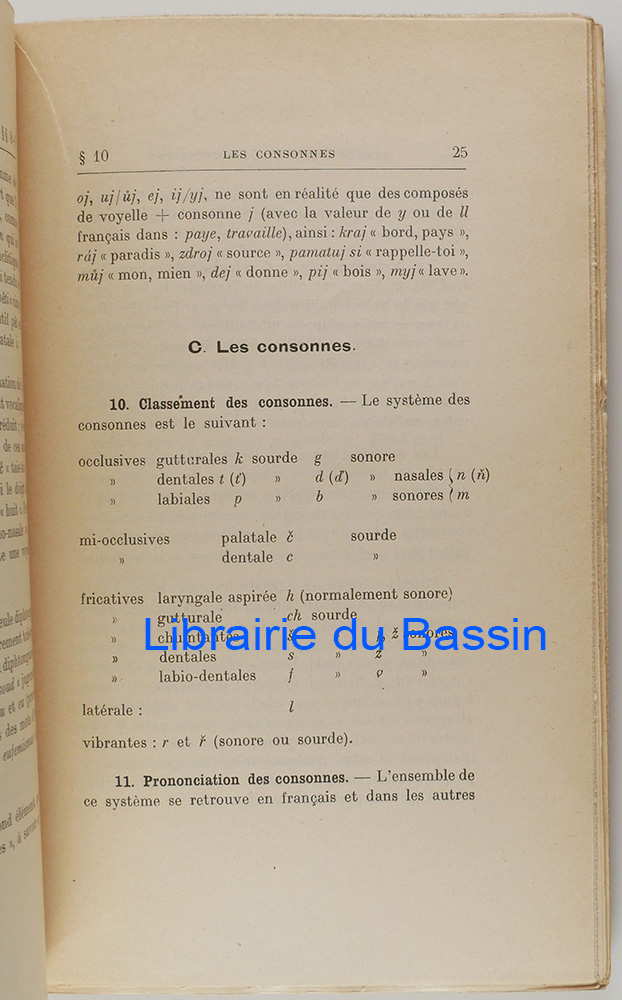 § 10 LES CONSONNES 25
oj, uj/ůj, ej, ij/yj, ne sont en réalité que des composés
de voyelle + consonne j (avec la valeur de y ou de ll
français dans : paye, travaille), ainsi : kraj « bord, pays »,
ráj « paradis », zdroj « source », pamatuj si « rappelle-toi »,
můj « mon, mien », dej « donne », pij « bois », myj « lave ».
C. Les consonnes.
10. Classement des consonnes. — Le système des
consonnes est le suivant :
occlusives gutturales k sourde g sonore
» dentales t (ť) » d (ď) » nasales n (ň)
» labiales p » b » sonores m
mi-occlusives palatale č sourde
» dentale c »
fricatives laryngale aspirée h (normalement sonore)
» gutturale ch sourde
» chuintantes š ž sonores
» dentales s » z »
» labio-dentales f » v »
latérale : l
vibrantes : r et ř (sonore ou sourde).
11. Prononciation des consonnes. — L'ensemble de
ce système se retrouve en français et dans les autres
Librairie du Bassin